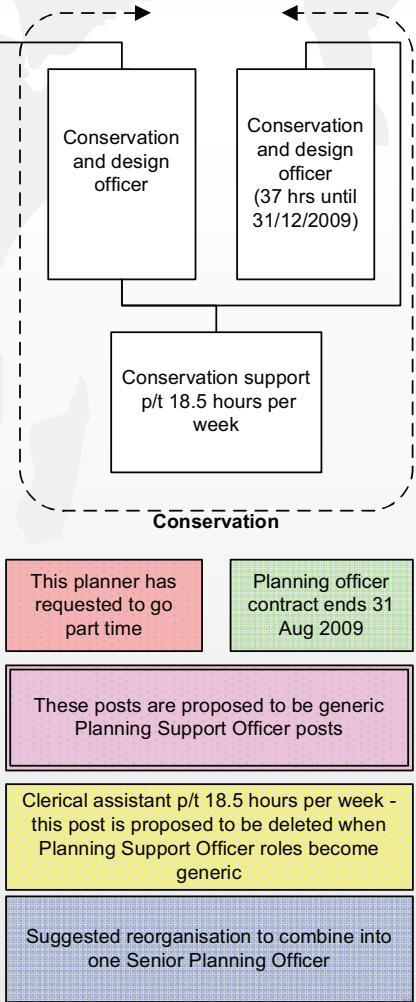 Conservation
and design
officer
Conservation
and design
officer
(37 hrs until
31/12/2009)
Conservation support
p/t 18.5 hours per
week
Conservation
This planner has
requested to go
part time
Planning officer
contract ends 31
Aug 2009
These posts are proposed to be generic
Planning Support Officer posts
Clerical assistant p/t 18.5 hours per week -
this post is proposed to be deleted when
Planning Support Officer roles become
generic
Suggested reorganisation to combine into
one Senior Planning Officer